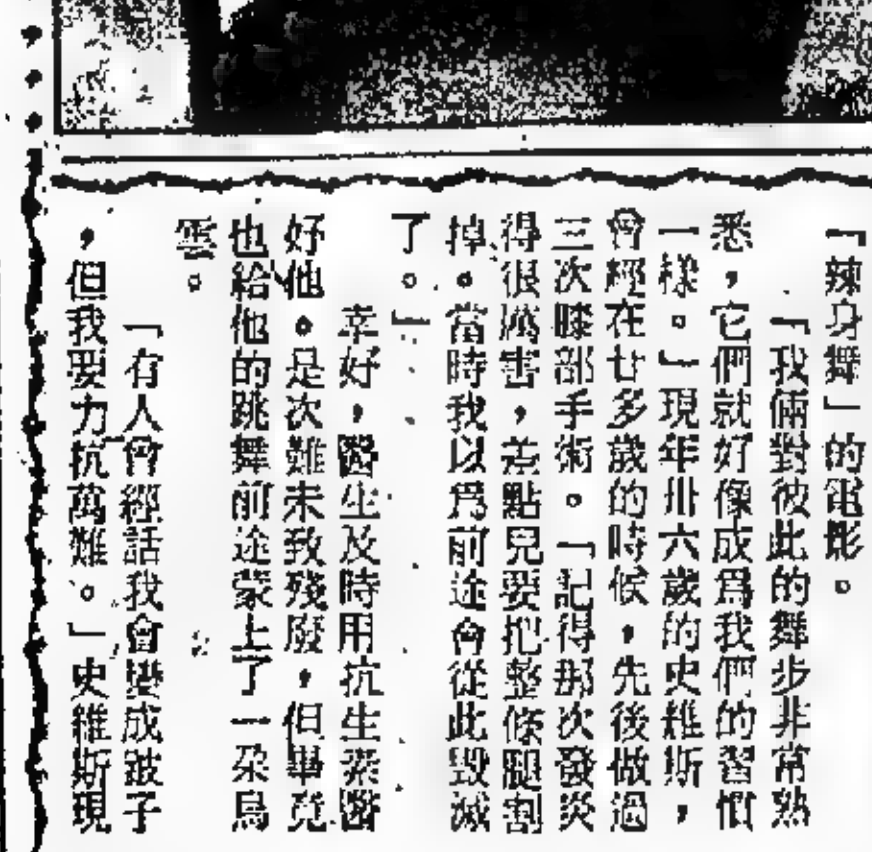 「辣身舞」的電影。
「我倆對彼此的舞步非常熟
悉，它們就好像成爲我們的習慣
一樣。」現年卅六歲的史維斯，
曾經在廿多歲的時候，先後做過
三次膝部手術。「記得那次發炎
得很厲害，差點兒要把整條腿割
掉。當時我以爲前途會從此毀滅
了。」
幸好，醫生及時用抗生素醫
好他。是次雖未致殘廢，但畢竟
也給他的跳舞前途蒙上了一朵烏
雲。
「有人曾經話我會變成跛子
，但我要力抗萬難。」史維斯現